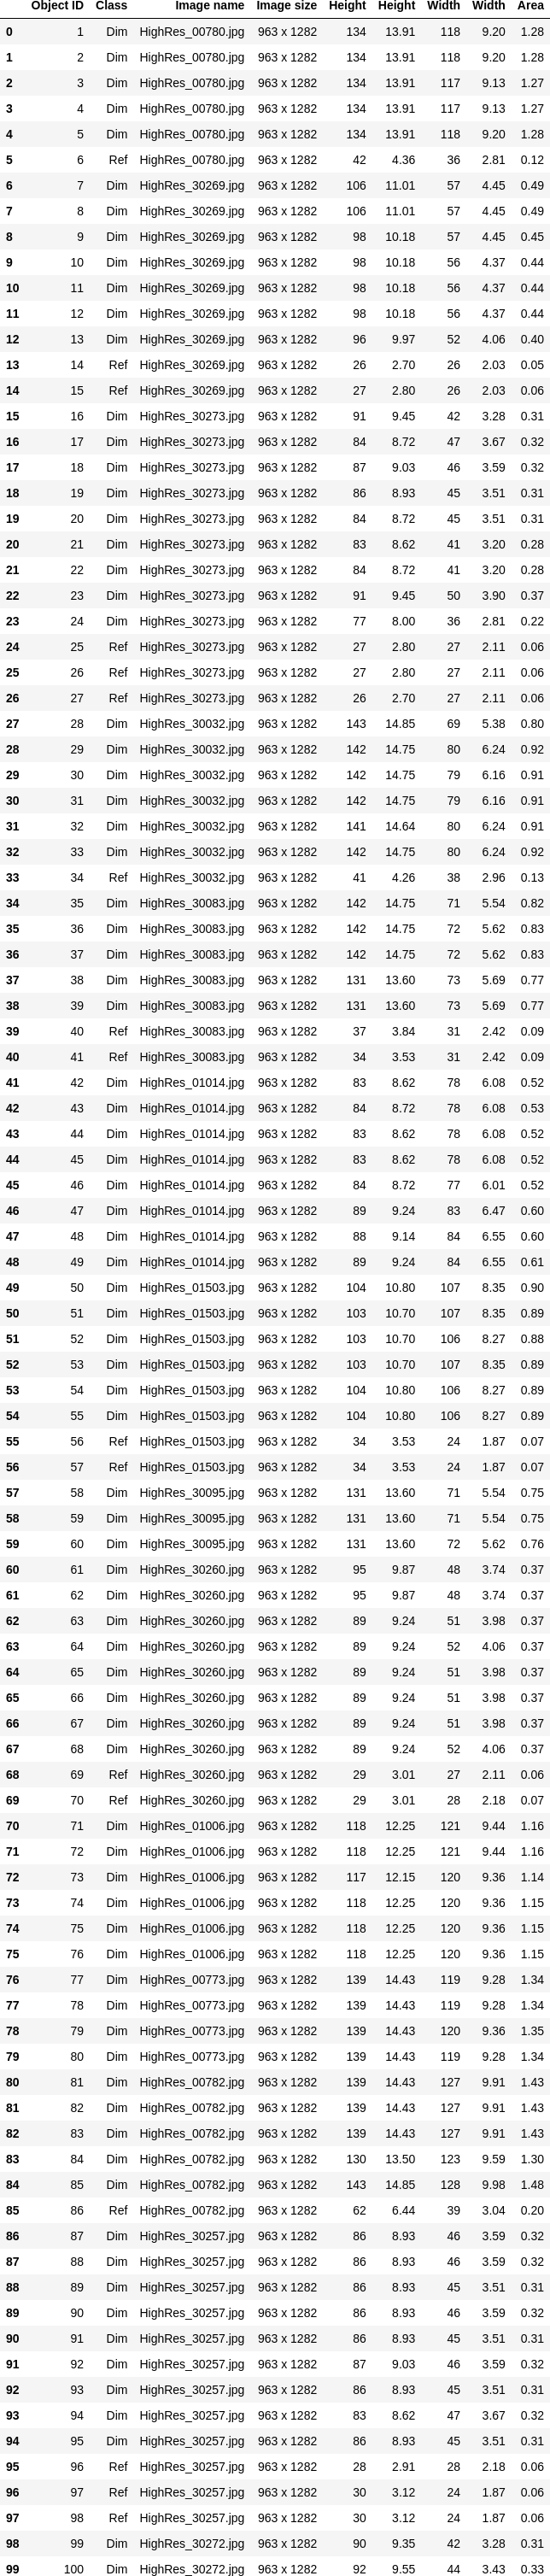 Object ID Class Image name Image size Height Height Width Width Area
0 1 Dim HighRes_00780.jpg 963 x 1282 134 13.91 118 9.20 1.28
1 2 Dim HighRes_00780.jpg 963 x 1282 134 13.91 118 9.20 1.28
2 3 Dim HighRes_00780.jpg 963 x 1282 134 13.91 117 9.13 1.27
3 4 Dim HighRes_00780.jpg 963 x 1282 134 13.91 117 9.13 1.27
4 5 Dim HighRes_00780.jpg 963 x 1282 134 13.91 118 9.20 1.28
5 6 Ref HighRes_00780.jpg 963 x 1282 42 4.36 36 2.81 0.12
6 7 Dim HighRes_30269.jpg 963 x 1282 106 11.01 57 4.45 0.49
7 8 Dim HighRes_30269.jpg 963 x 1282 106 11.01 57 4.45 0.49
8 9 Dim HighRes_30269.jpg 963 x 1282 98 10.18 57 4.45 0.45
9 10 Dim HighRes_30269.jpg 963 x 1282 98 10.18 56 4.37 0.44
10 11 Dim HighRes_30269.jpg 963 x 1282 98 10.18 56 4.37 0.44
11 12 Dim HighRes_30269.jpg 963 x 1282 98 10.18 56 4.37 0.44
12 13 Dim HighRes_30269.jpg 963 x 1282 96 9.97 52 4.06 0.40
13 14 Ref HighRes_30269.jpg 963 x 1282 26 2.70 26 2.03 0.05
14 15 Ref HighRes_30269.jpg 963 x 1282 27 2.80 26 2.03 0.06
15 16 Dim HighRes_30273.jpg 963 x 1282 91 9.45 42 3.28 0.31
16 17 Dim HighRes_30273.jpg 963 x 1282 84 8.72 47 3.67 0.32
17 18 Dim HighRes_30273.jpg 963 x 1282 87 9.03 46 3.59 0.32
18 19 Dim HighRes_30273.jpg 963 x 1282 86 8.93 45 3.51 0.31
19 20 Dim HighRes_30273.jpg 963 x 1282 84 8.72 45 3.51 0.31
20 21 Dim HighRes_30273.jpg 963 x 1282 83 8.62 41 3.20 0.28
21 22 Dim HighRes_30273.jpg 963 x 1282 84 8.72 41 3.20 0.28
22 23 Dim HighRes_30273.jpg 963 x 1282 91 9.45 50 3.90 0.37
23 24 Dim HighRes_30273.jpg 963 x 1282 77 8.00 36 2.81 0.22
24 25 Ref HighRes_30273.jpg 963 x 1282 27 2.80 27 2.11 0.06
25 26 Ref HighRes_30273.jpg 963 x 1282 27 2.80 27 2.11 0.06
26 27 Ref HighRes_30273.jpg 963 x 1282 26 2.70 27 2.11 0.06
27 28 Dim HighRes_30032.jpg 963 x 1282 143 14.85 69 5.38 0.80
28 29 Dim HighRes_30032.jpg 963 x 1282 142 14.75 80 6.24 0.92
29 30 Dim HighRes_30032.jpg 963 x 1282 142 14.75 79 6.16 0.91
30 31 Dim HighRes_30032.jpg 963 x 1282 142 14.75 79 6.16 0.91
31 32 Dim HighRes_30032.jpg 963 x 1282 141 14.64 80 6.24 0.91
32 33 Dim HighRes_30032.jpg 963 x 1282 142 14.75 80 6.24 0.92
33 34 Ref HighRes_30032.jpg 963 x 1282 41 4.26 38 2.96 0.13
34 35 Dim HighRes_30083.jpg 963 x 1282 142 14.75 71 5.54 0.82
35 36 Dim HighRes_30083.jpg 963 x 1282 142 14.75 72 5.62 0.83
36 37 Dim HighRes_30083.jpg 963 x 1282 142 14.75 72 5.62 0.83
37 38 Dim HighRes_30083.jpg 963 x 1282 131 13.60 73 5.69 0.77
38 39 Dim HighRes_30083.jpg 963 x 1282 131 13.60 73 5.69 0.77
39 40 Ref HighRes_30083.jpg 963 x 1282 37 3.84 31 2.42 0.09
40 41 Ref HighRes_30083.jpg 963 x 1282 34 3.53 31 2.42 0.09
41 42 Dim HighRes_01014.jpg 963 x 1282 83 8.62 78 6.08 0.52
42 43 Dim HighRes_01014.jpg 963 x 1282 84 8.72 78 6.08 0.53
43 44 Dim HighRes_01014.jpg 963 x 1282 83 8.62 78 6.08 0.52
44 45 Dim HighRes_01014.jpg 963 x 1282 83 8.62 78 6.08 0.52
45 46 Dim HighRes_01014.jpg 963 x 1282 84 8.72 77 6.01 0.52
46 47 Dim HighRes_01014.jpg 963 x 1282 89 9.24 83 6.47 0.60
47 48 Dim HighRes_01014.jpg 963 x 1282 88 9.14 84 6.55 0.60
48 49 Dim HighRes_01014.jpg 963 x 1282 89 9.24 84 6.55 0.61
49 50 Dim HighRes_01503.jpg 963 x 1282 104 10.80 107 8.35 0.90
50 51 Dim HighRes_01503.jpg 963 x 1282 103 10.70 107 8.35 0.89
51 52 Dim HighRes_01503.jpg 963 x 1282 103 10.70 106 8.27 0.88
52 53 Dim HighRes_01503.jpg 963 x 1282 103 10.70 107 8.35 0.89
53 54 Dim HighRes_01503.jpg 963 x 1282 104 10.80 106 8.27 0.89
54 55 Dim HighRes_01503.jpg 963 x 1282 104 10.80 106 8.27 0.89
55 56 Ref HighRes_01503.jpg 963 x 1282 34 3.53 24 1.87 0.07
56 57 Ref HighRes_01503.jpg 963 x 1282 34 3.53 24 1.87 0.07
57 58 Dim HighRes_30095.jpg 963 x 1282 131 13.60 71 5.54 0.75
58 59 Dim HighRes_30095.jpg 963 x 1282 131 13.60 71 5.54 0.75
59 60 Dim HighRes_30095.jpg 963 x 1282 131 13.60 72 5.62 0.76
60 61 Dim HighRes_30260.jpg 963 x 1282 95 9.87 48 3.74 0.37
61 62 Dim HighRes_30260.jpg 963 x 1282 95 9.87 48 3.74 0.37
62 63 Dim HighRes_30260.jpg 963 x 1282 89 9.24 51 3.98 0.37
63 64 Dim HighRes_30260.jpg 963 x 1282 89 9.24 52 4.06 0.37
64 65 Dim HighRes_30260.jpg 963 x 1282 89 9.24 51 3.98 0.37
65 66 Dim HighRes_30260.jpg 963 x 1282 89 9.24 51 3.98 0.37
66 67 Dim HighRes_30260.jpg 963 x 1282 89 9.24 51 3.98 0.37
67 68 Dim HighRes_30260.jpg 963 x 1282 89 9.24 52 4.06 0.37
68 69 Ref HighRes_30260.jpg 963 x 1282 29 3.01 27 2.11 0.06
69 70 Ref HighRes_30260.jpg 963 x 1282 29 3.01 28 2.18 0.07
70 71 Dim HighRes_01006.jpg 963 x 1282 118 12.25 121 9.44 1.16
71 72 Dim HighRes_01006.jpg 963 x 1282 118 12.25 121 9.44 1.16
72 73 Dim HighRes_01006.jpg 963 x 1282 117 12.15 120 9.36 1.14
73 74 Dim HighRes_01006.jpg 963 x 1282 118 12.25 120 9.36 1.15
74 75 Dim HighRes_01006.jpg 963 x 1282 118 12.25 120 9.36 1.15
75 76 Dim HighRes_01006.jpg 963 x 1282 118 12.25 120 9.36 1.15
76 77 Dim HighRes_00773.jpg 963 x 1282 139 14.43 119 9.28 1.34
77 78 Dim HighRes_00773.jpg 963 x 1282 139 14.43 119 9.28 1.34
78 79 Dim HighRes_00773.jpg 963 x 1282 139 14.43 120 9.36 1.35
79 80 Dim HighRes_00773.jpg 963 x 1282 139 14.43 119 9.28 1.34
80 81 Dim HighRes_00782.jpg 963 x 1282 139 14.43 127 9.91 1.43
81 82 Dim HighRes_00782.jpg 963 x 1282 139 14.43 127 9.91 1.43
82 83 Dim HighRes_00782.jpg 963 x 1282 139 14.43 127 9.91 1.43
83 84 Dim HighRes_00782.jpg 963 x 1282 130 13.50 123 9.59 1.30
84 85 Dim HighRes_00782.jpg 963 x 1282 143 14.85 128 9.98 1.48
85 86 Ref HighRes_00782.jpg 963 x 1282 62 6.44 39 3.04 0.20
86 87 Dim HighRes_30257.jpg 963 x 1282 86 8.93 46 3.59 0.32
87 88 Dim HighRes_30257.jpg 963 x 1282 86 8.93 46 3.59 0.32
88 89 Dim HighRes_30257.jpg 963 x 1282 86 8.93 45 3.51 0.31
89 90 Dim HighRes_30257.jpg 963 x 1282 86 8.93 46 3.59 0.32
90 91 Dim HighRes_30257.jpg 963 x 1282 86 8.93 45 3.51 0.31
91 92 Dim HighRes_30257.jpg 963 x 1282 87 9.03 46 3.59 0.32
92 93 Dim HighRes_30257.jpg 963 x 1282 86 8.93 45 3.51 0.31
93 94 Dim HighRes_30257.jpg 963 x 1282 83 8.62 47 3.67 0.32
94 95 Dim HighRes_30257.jpg 963 x 1282 86 8.93 45 3.51 0.31
95 96 Ref HighRes_30257.jpg 963 x 1282 28 2.91 28 2.18 0.06
96 97 Ref HighRes_30257.jpg 963 x 1282 30 3.12 24 1.87 0.06
97 98 Ref HighRes_30257.jpg 963 x 1282 30 3.12 24 1.87 0.06
98 99 Dim HighRes_30272.jpg 963 x 1282 90 9.35 42 3.28 0.31
99 100 Dim HighRes_30272.jpg 963 x 1282 92 9.55 44 3.43 0.33